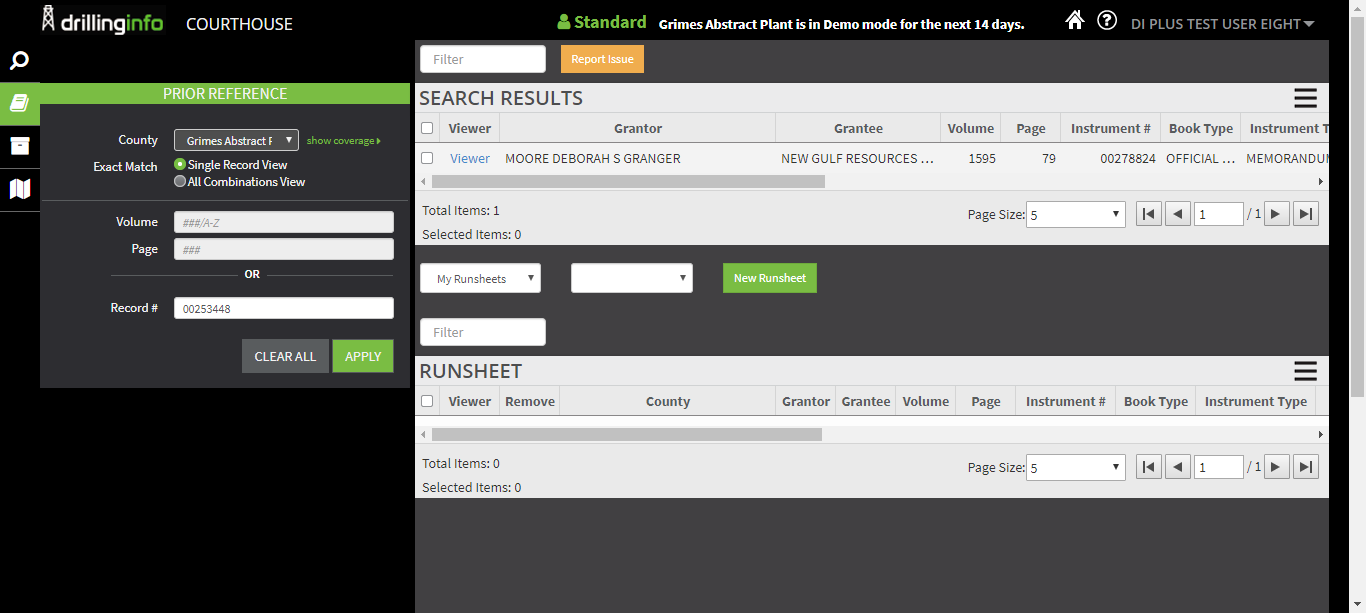 drillinginfo COURTHOUSE
Standard Grimes Abstract Plant is in Demo mode for the next 14 days.
DI PLUS TEST USER EIGHT
PRIOR REFERENCE
County Grimes Abstract show coverage
Exact Match Single Record View
All Combinations View
Volume ###/A-Z
Page ###
OR
Record # 00253448
CLEAR ALL APPLY
Filter Report Issue
SEARCH RESULTS
Viewer Grantor Grantee Volume Page Instrument # Book Type Instrument T
Viewer MOORE DEBORAH S GRANGER NEW GULF RESOURCES ... 1595 79 00278824 OFFICIAL ... MEMORANDUM
Total Items: 1
Page Size: 5 1 / 1
Selected Items: 0
My Runsheets New Runsheet
Filter
RUNSHEET
Viewer Remove County Grantor Grantee Volume Page Instrument # Book Type Instrument Type
Total Items: 0
Page Size: 5 1 / 1
Selected Items: 0